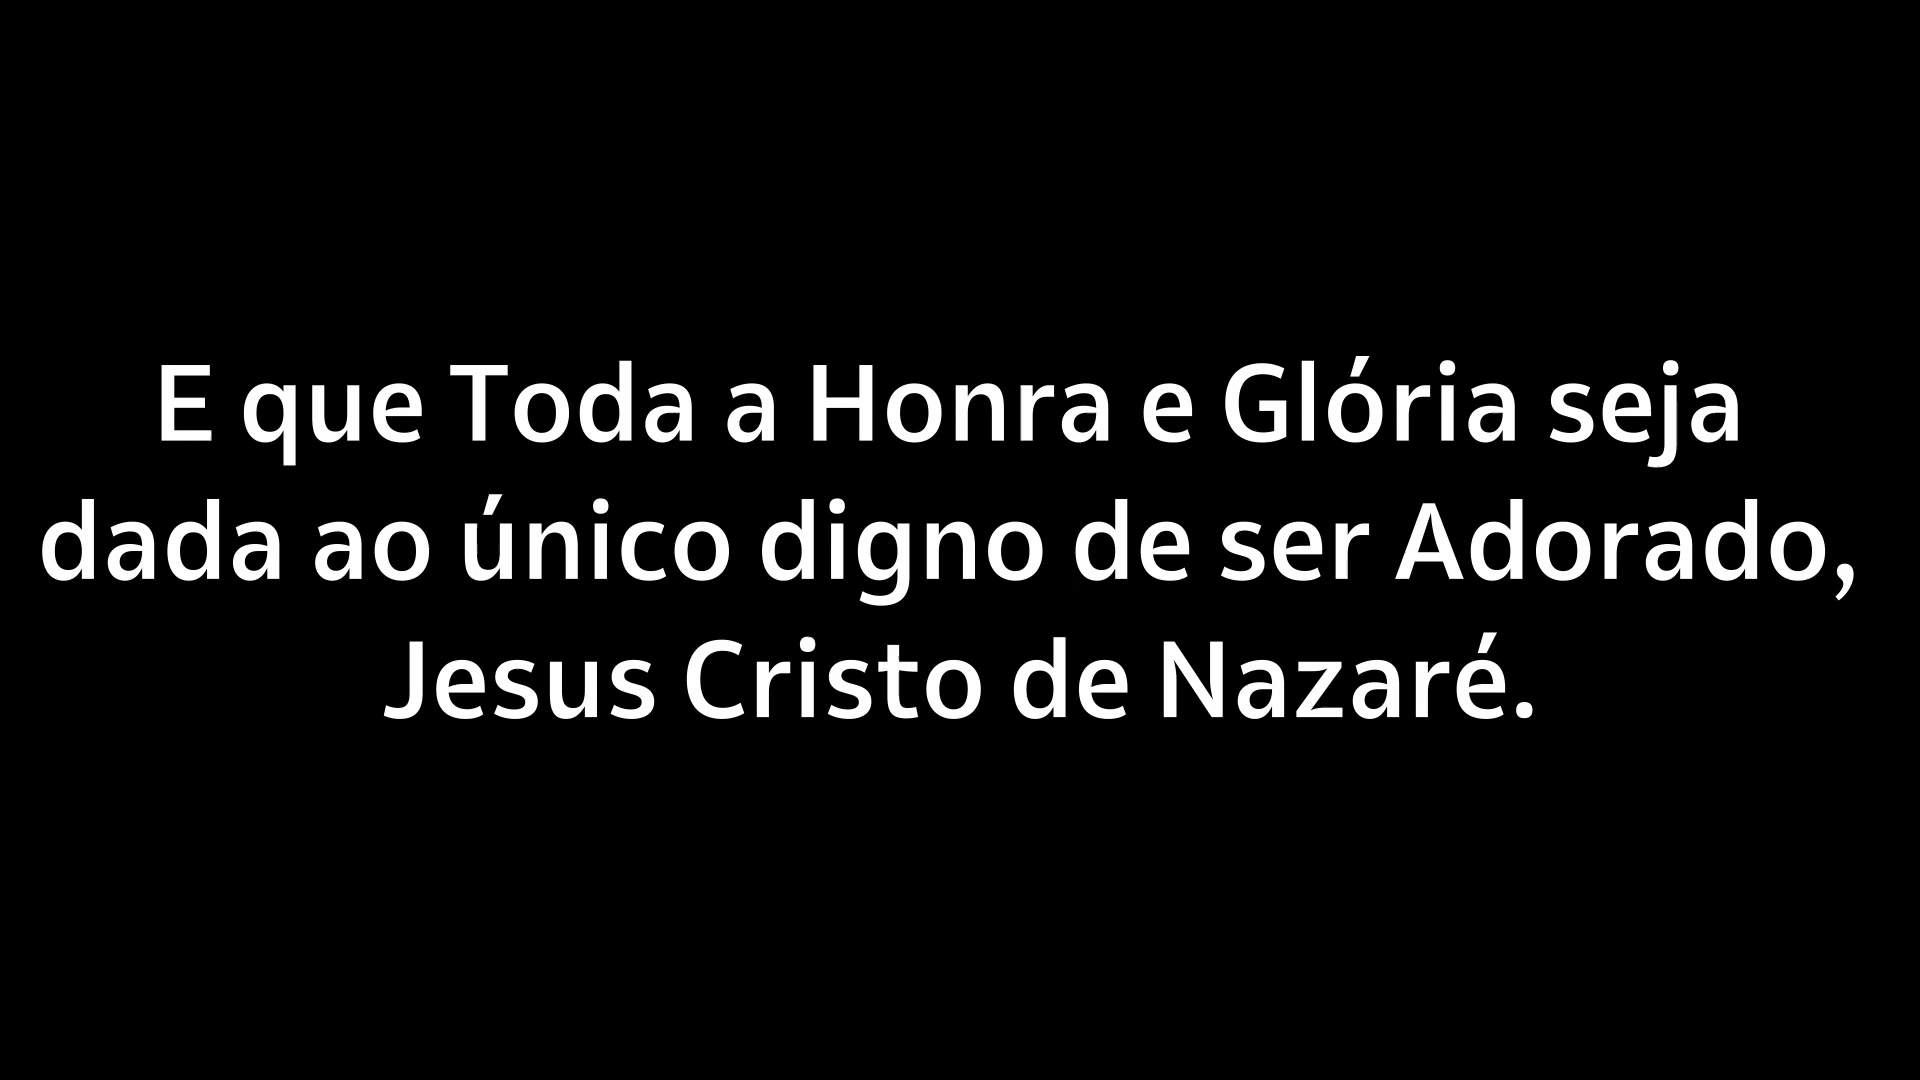 E que Toda a Honra e Glória seja
dada ao único digno de ser Adorado,
Jesus Cristo de Nazaré.